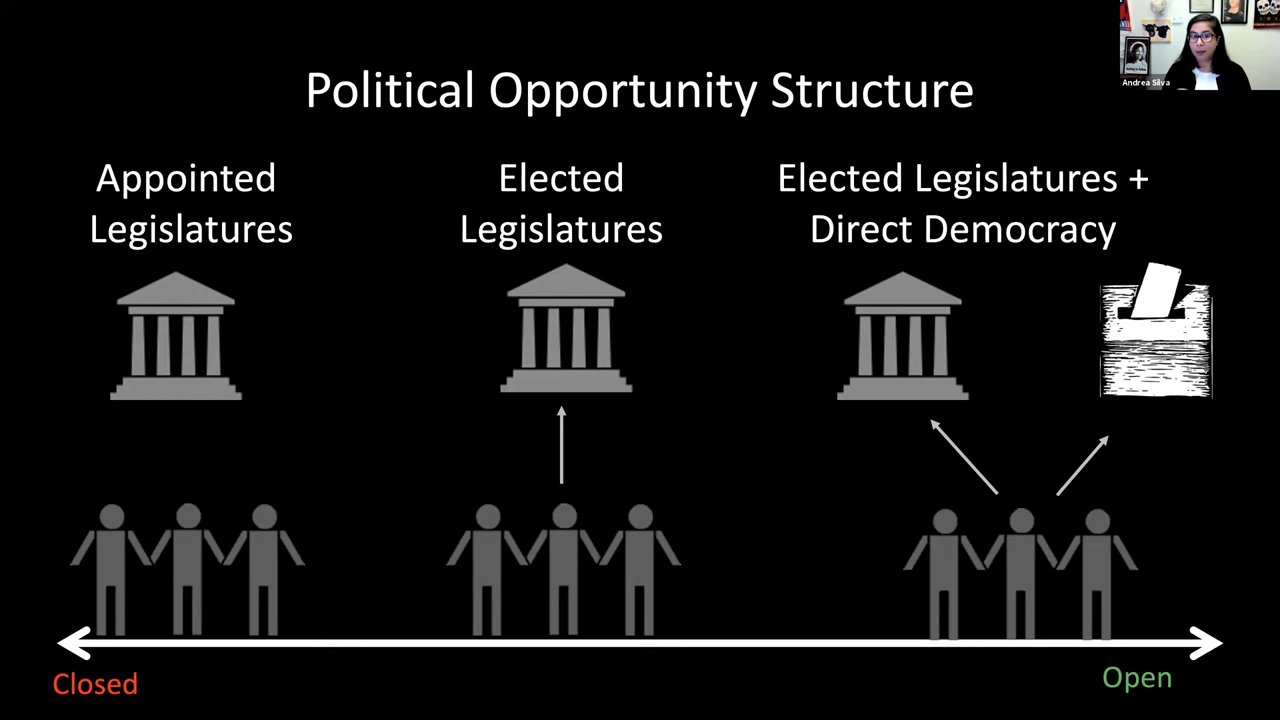 Andrea Silva
Political Opportunity Structure
Appointed
Legislatures
Elected
Legislatures
Elected Legislatures +
Direct Democracy
Closed
Open